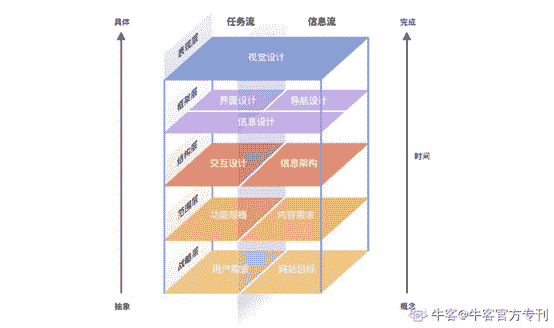 具体
任务流
信息流
完成
表现层
视觉设计
框架层
界面设计
导航设计
信息设计
结构层
交互设计
信息架构
时间
范围层
功能规格
内容需求
战略层
用户需求
网站目标
抽象
概念
牛客@牛客官方专刊